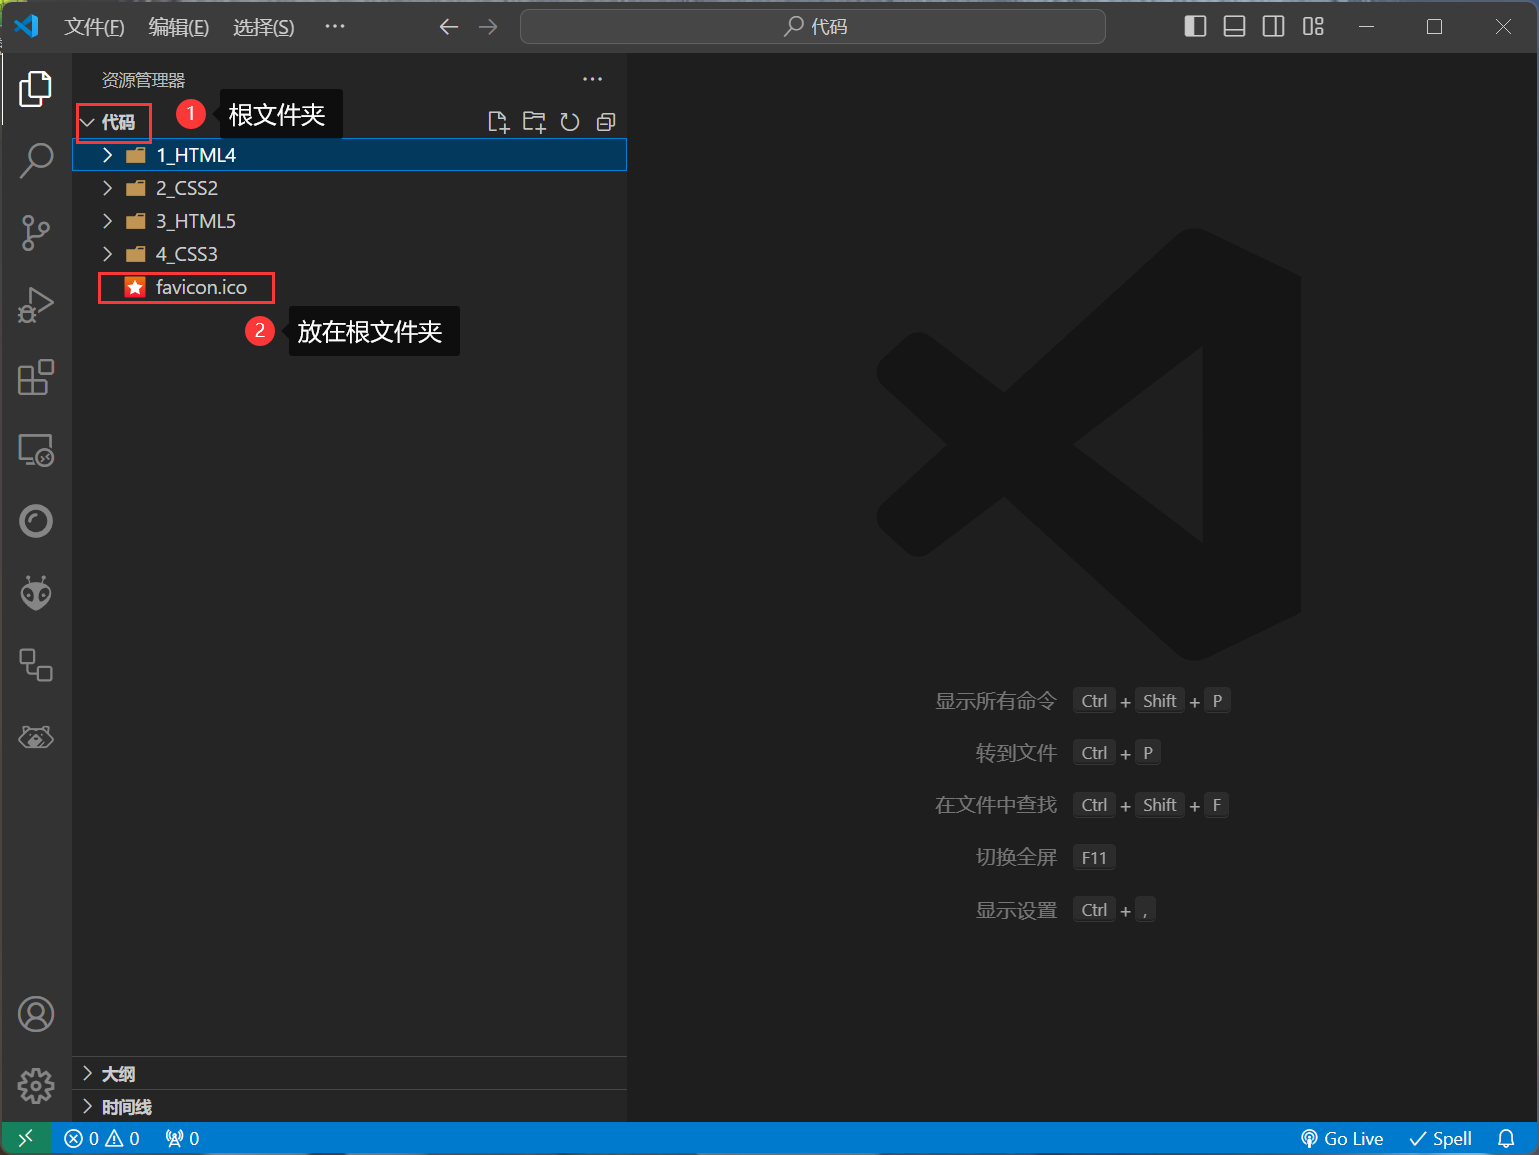 文件(F) 编辑(E) 选择(S) ··· 代码
资源管理器 ···
代码
1 根文件夹
1_HTML4
2_CSS2
3_HTML5
4_CSS3
favicon.ico
2 放在根文件夹
显示所有命令 Ctrl + Shift + P
转到文件 Ctrl + P
在文件中查找 Ctrl + Shift + F
切换全屏 F11
显示设置 Ctrl + ,
大纲
时间线
0 0 0 Go Live Spell